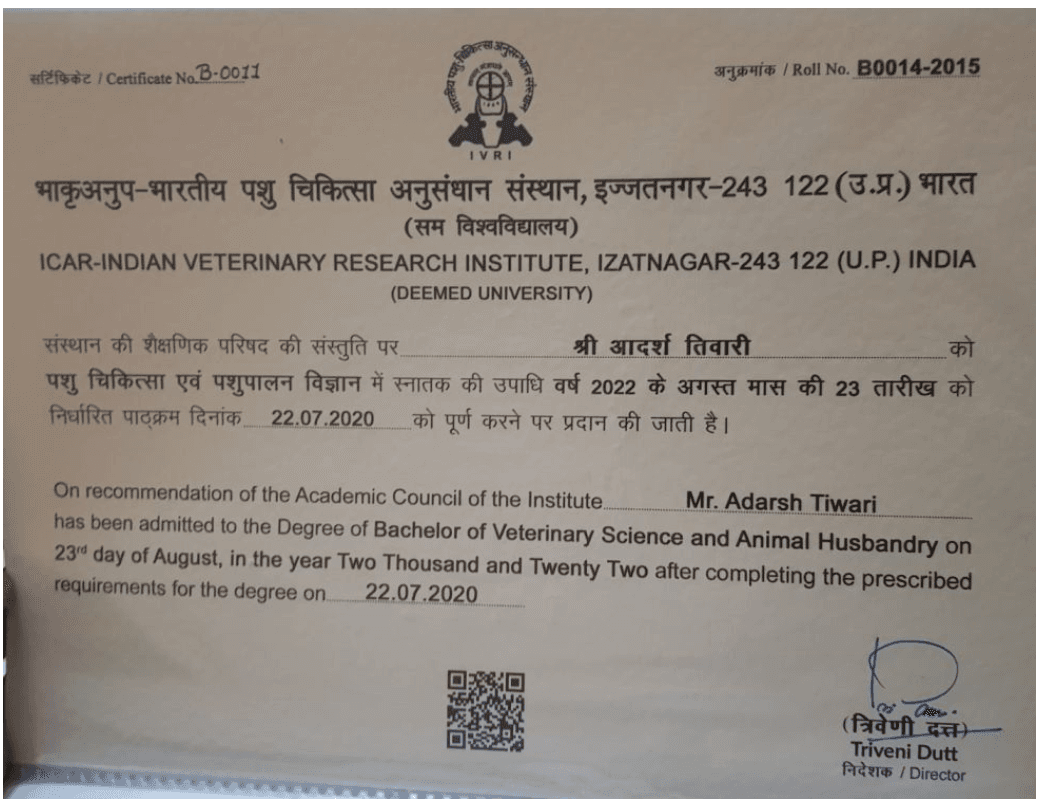 सर्टिफिकेट / Certificate No. B-0011
अनुक्रमांक / Roll No. B0014-2015
भारतीय पशु-चिकित्सा अनुसन्धान संस्थान
IVRI
भाकृअनुप-भारतीय पशु चिकित्सा अनुसंधान संस्थान, इज्जतनगर-243 122 (उ.प्र.) भारत
(सम विश्वविद्यालय)
ICAR-INDIAN VETERINARY RESEARCH INSTITUTE, IZATNAGAR-243 122 (U.P.) INDIA
(DEEMED UNIVERSITY)
संस्थान की शैक्षणिक परिषद की संस्तुति पर श्री आदर्श तिवारी को
पशु चिकित्सा एवं पशुपालन विज्ञान में स्नातक की उपाधि वर्ष 2022 के अगस्त मास की 23 तारीख को
निर्धारित पाठ्क्रम दिनांक 22.07.2020 को पूर्ण करने पर प्रदान की जाती है।
On recommendation of the Academic Council of the Institute Mr. Adarsh Tiwari
has been admitted to the Degree of Bachelor of Veterinary Science and Animal Husbandry on
23rd day of August, in the year Two Thousand and Twenty Two after completing the prescribed
requirements for the degree on 22.07.2020
(त्रिवेणी दत्त)
Triveni Dutt
निदेशक / Director